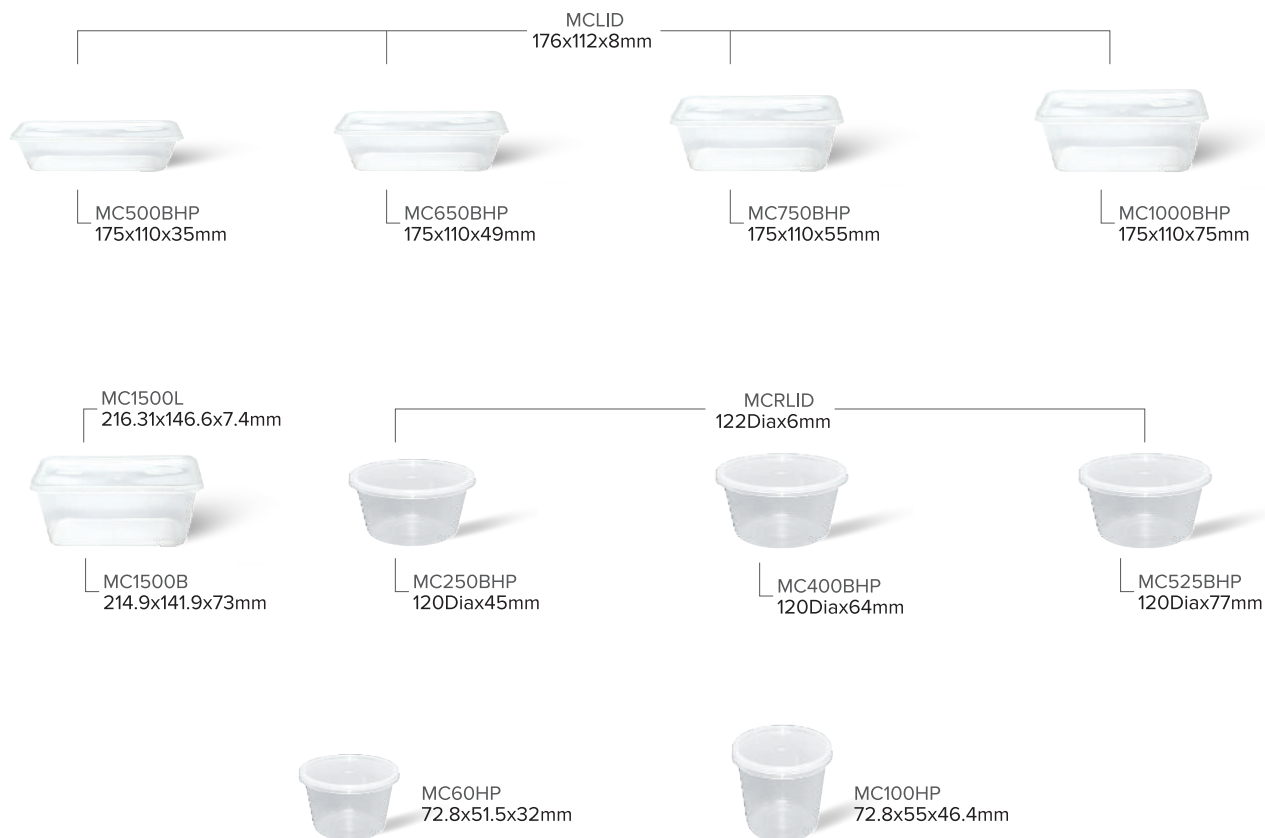 MCLID
176x112x8mm
MC500BHP
175x110x35mm
MC650BHP
175x110x49mm
MC750BHP
175x110x55mm
MC1000BHP
175x110x75mm
MC1500L
216.31x146.6x7.4mm
MCRLID
122Diax6mm
MC1500B
214.9x141.9x73mm
MC250BHP
120Diax45mm
MC400BHP
120Diax64mm
MC525BHP
120Diax77mm
MC60HP
72.8x51.5x32mm
MC100HP
72.8x55x46.4mm